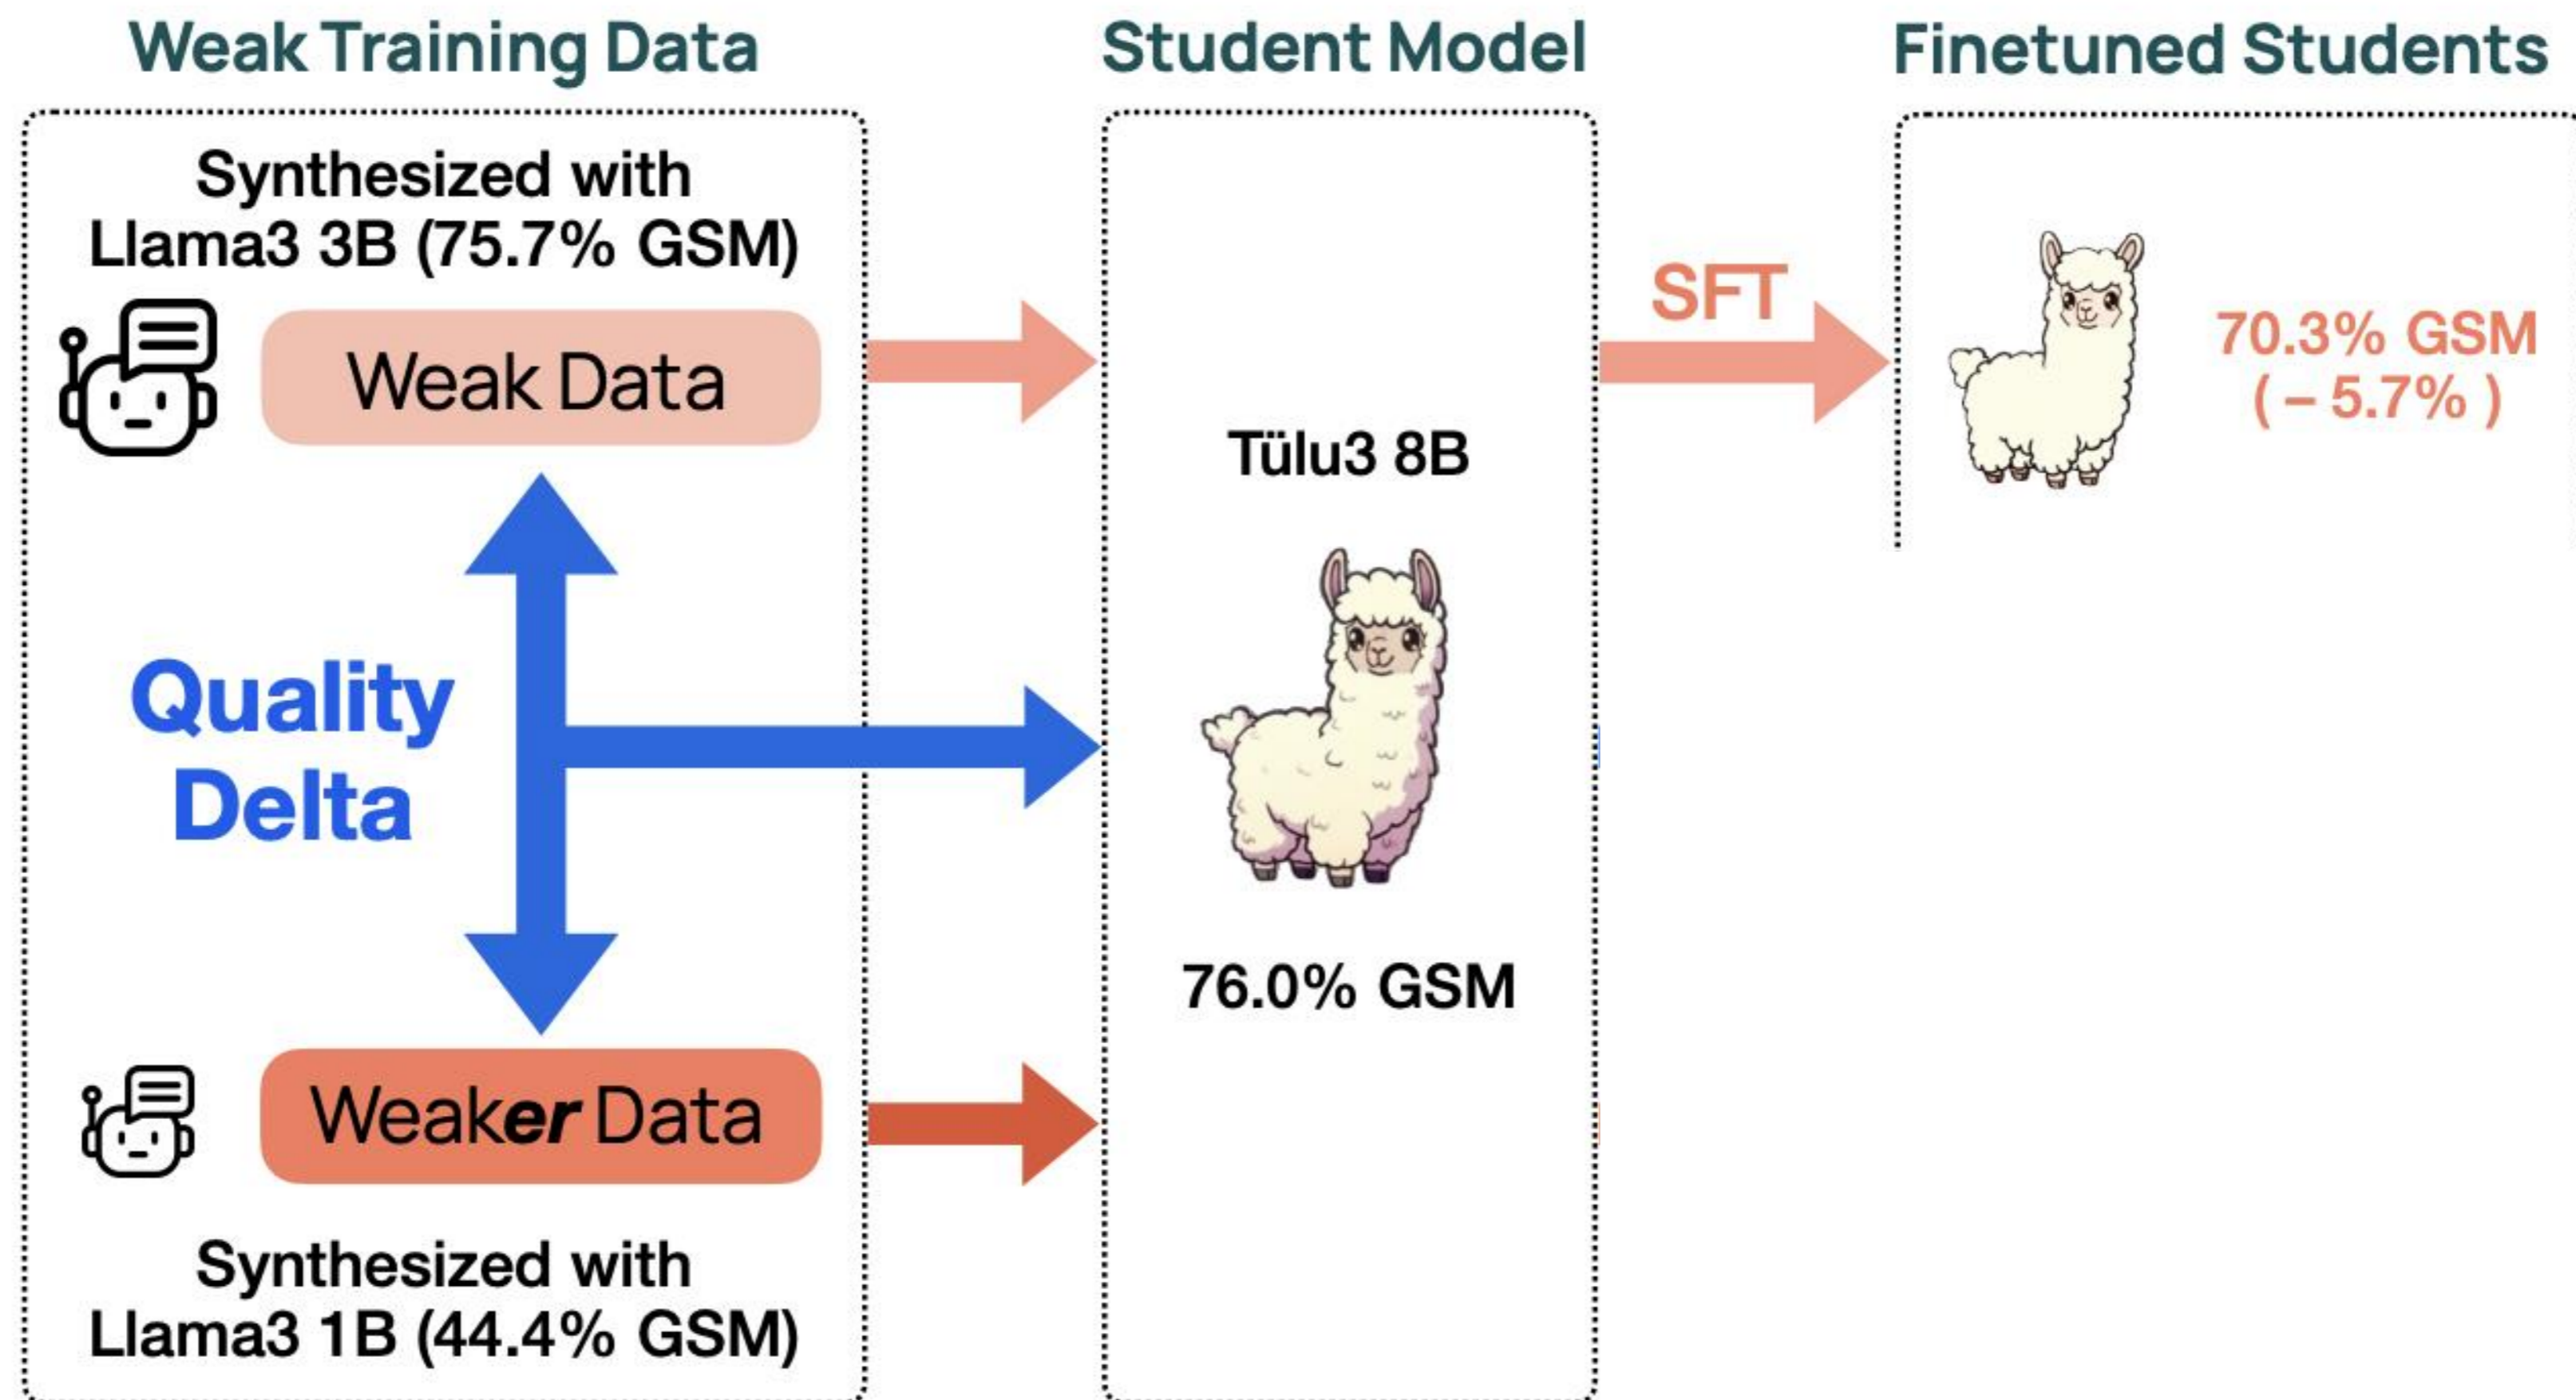 Weak Training Data
Student Model
Finetuned Students
Synthesized with
Llama3 3B (75.7% GSM)
Weak Data
Quality
Delta
Weaker Data
Synthesized with
Llama3 1B (44.4% GSM)
Tülu3 8B
76.0% GSM
SFT
70.3% GSM
( – 5.7% )